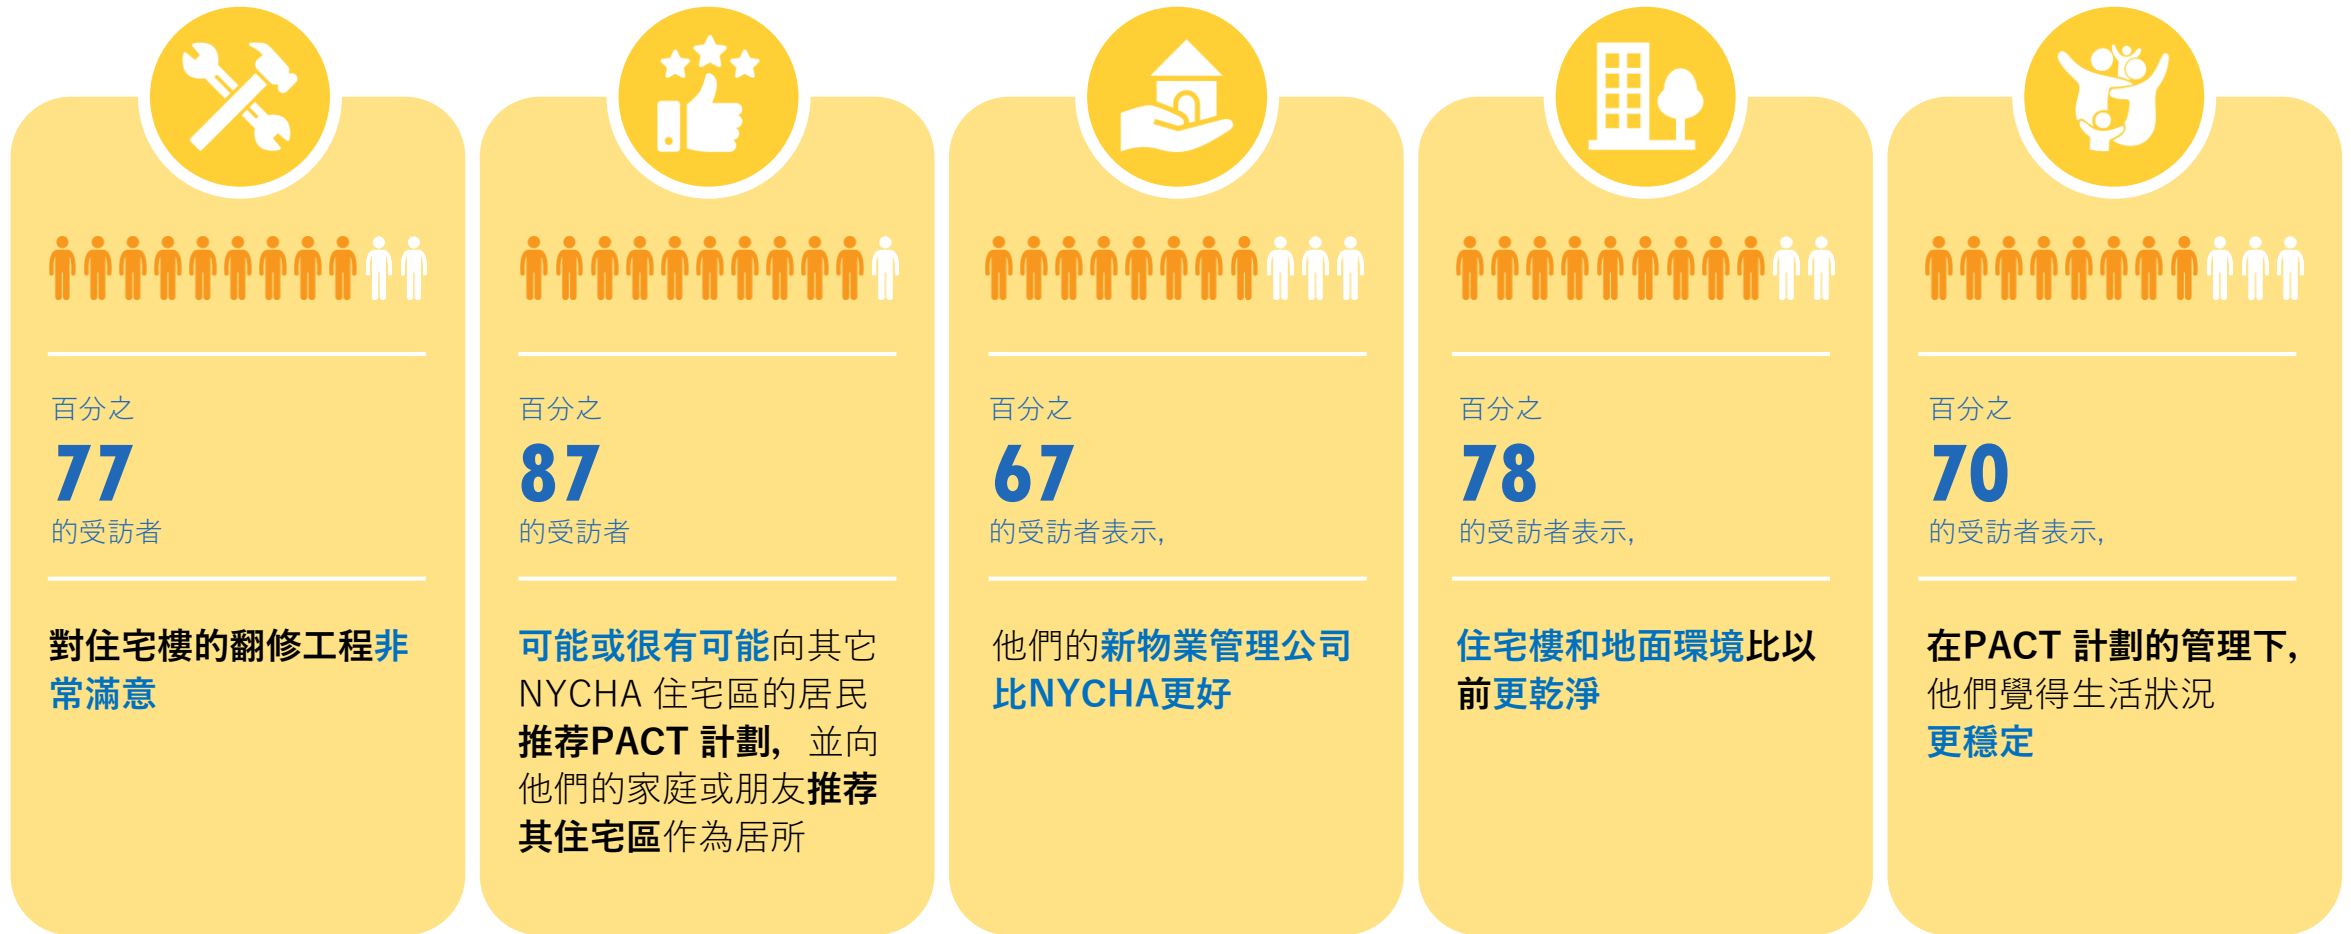 百分之
77
的受訪者
對住宅樓的翻修工程非
常滿意
百分之
87
的受訪者
可能或很有可能向其它
NYCHA 住宅區的居民
推荐PACT 計劃, 並向
他們的家庭或朋友推荐
其住宅區作為居所
百分之
67
的受訪者表示,
他們的新物業管理公司
比NYCHA更好
百分之
78
的受訪者表示,
住宅樓和地面環境比以
前更乾淨
百分之
70
的受訪者表示,
在PACT 計劃的管理下,
他們覺得生活狀況
更穩定